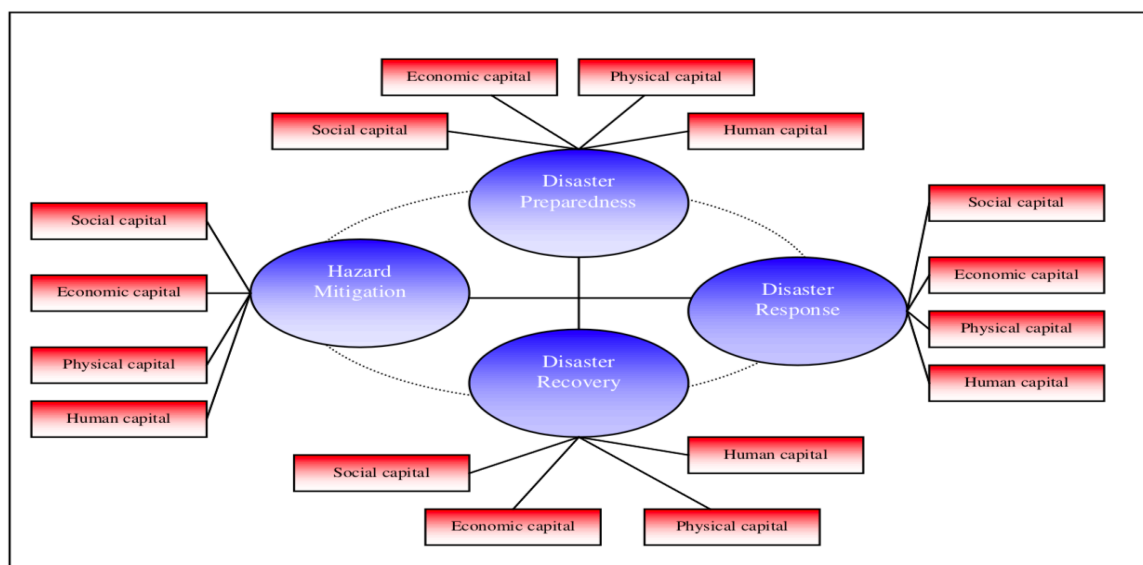 Economic capital
Physical capital
Social capital
Human capital
Disaster
Preparedness
Social capital
Economic capital
Physical capital
Human capital
Hazard
Mitigation
Disaster
Response
Social capital
Economic capital
Physical capital
Human capital
Disaster
Recovery
Social capital
Human capital
Economic capital
Physical capital